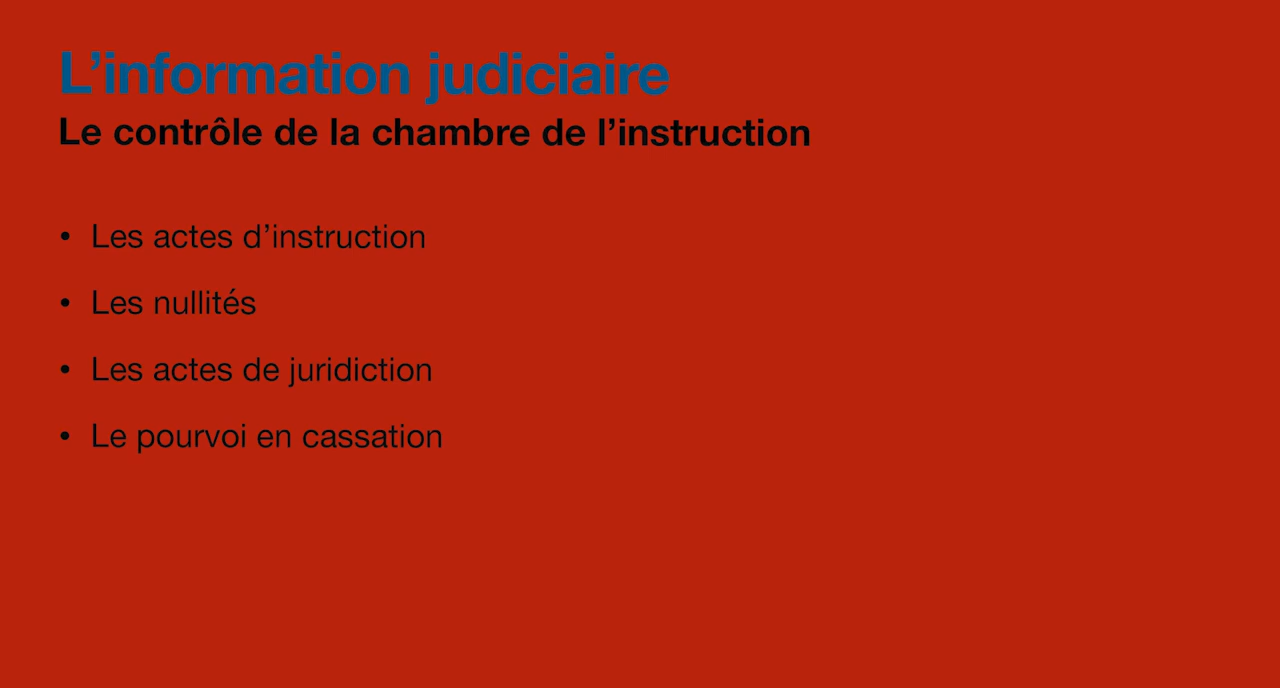 L’information judiciaire
Le contrôle de la chambre de l’instruction
• Les actes d’instruction
• Les nullités
• Les actes de juridiction
• Le pourvoi en cassation